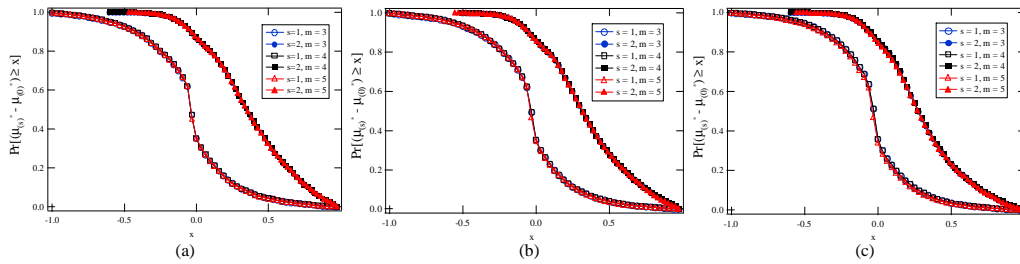 1.0
0.8
0.6
0.4
0.2
0.0
Pr[(μ(s)* - μ(0)*) ≥ x]
-1.0 -0.5 0.0 0.5
x
s=1, m = 3
s=2, m = 3
s=1, m = 4
s=2, m = 4
s=1, m = 5
s=2, m = 5
(a)
1.0
0.8
0.6
0.4
0.2
0.0
Pr[(μ(s)* - μ(0)*) ≥ x]
-1.0 -0.5 0.0 0.5
x
s = 1, m = 3
s = 2, m = 3
s = 1, m = 4
s = 2, m = 4
s = 1, m = 5
s = 2, m = 5
(b)
1.0
0.8
0.6
0.4
0.2
0.0
Pr[(μ(s)* - μ(0)*) ≥ x]
-1.0 -0.5 0.0 0.5
x
s = 1, m = 3
s = 2, m = 3
s = 1, m = 4
s = 2, m = 4
s = 1, m = 5
s = 2, m = 5
(c)